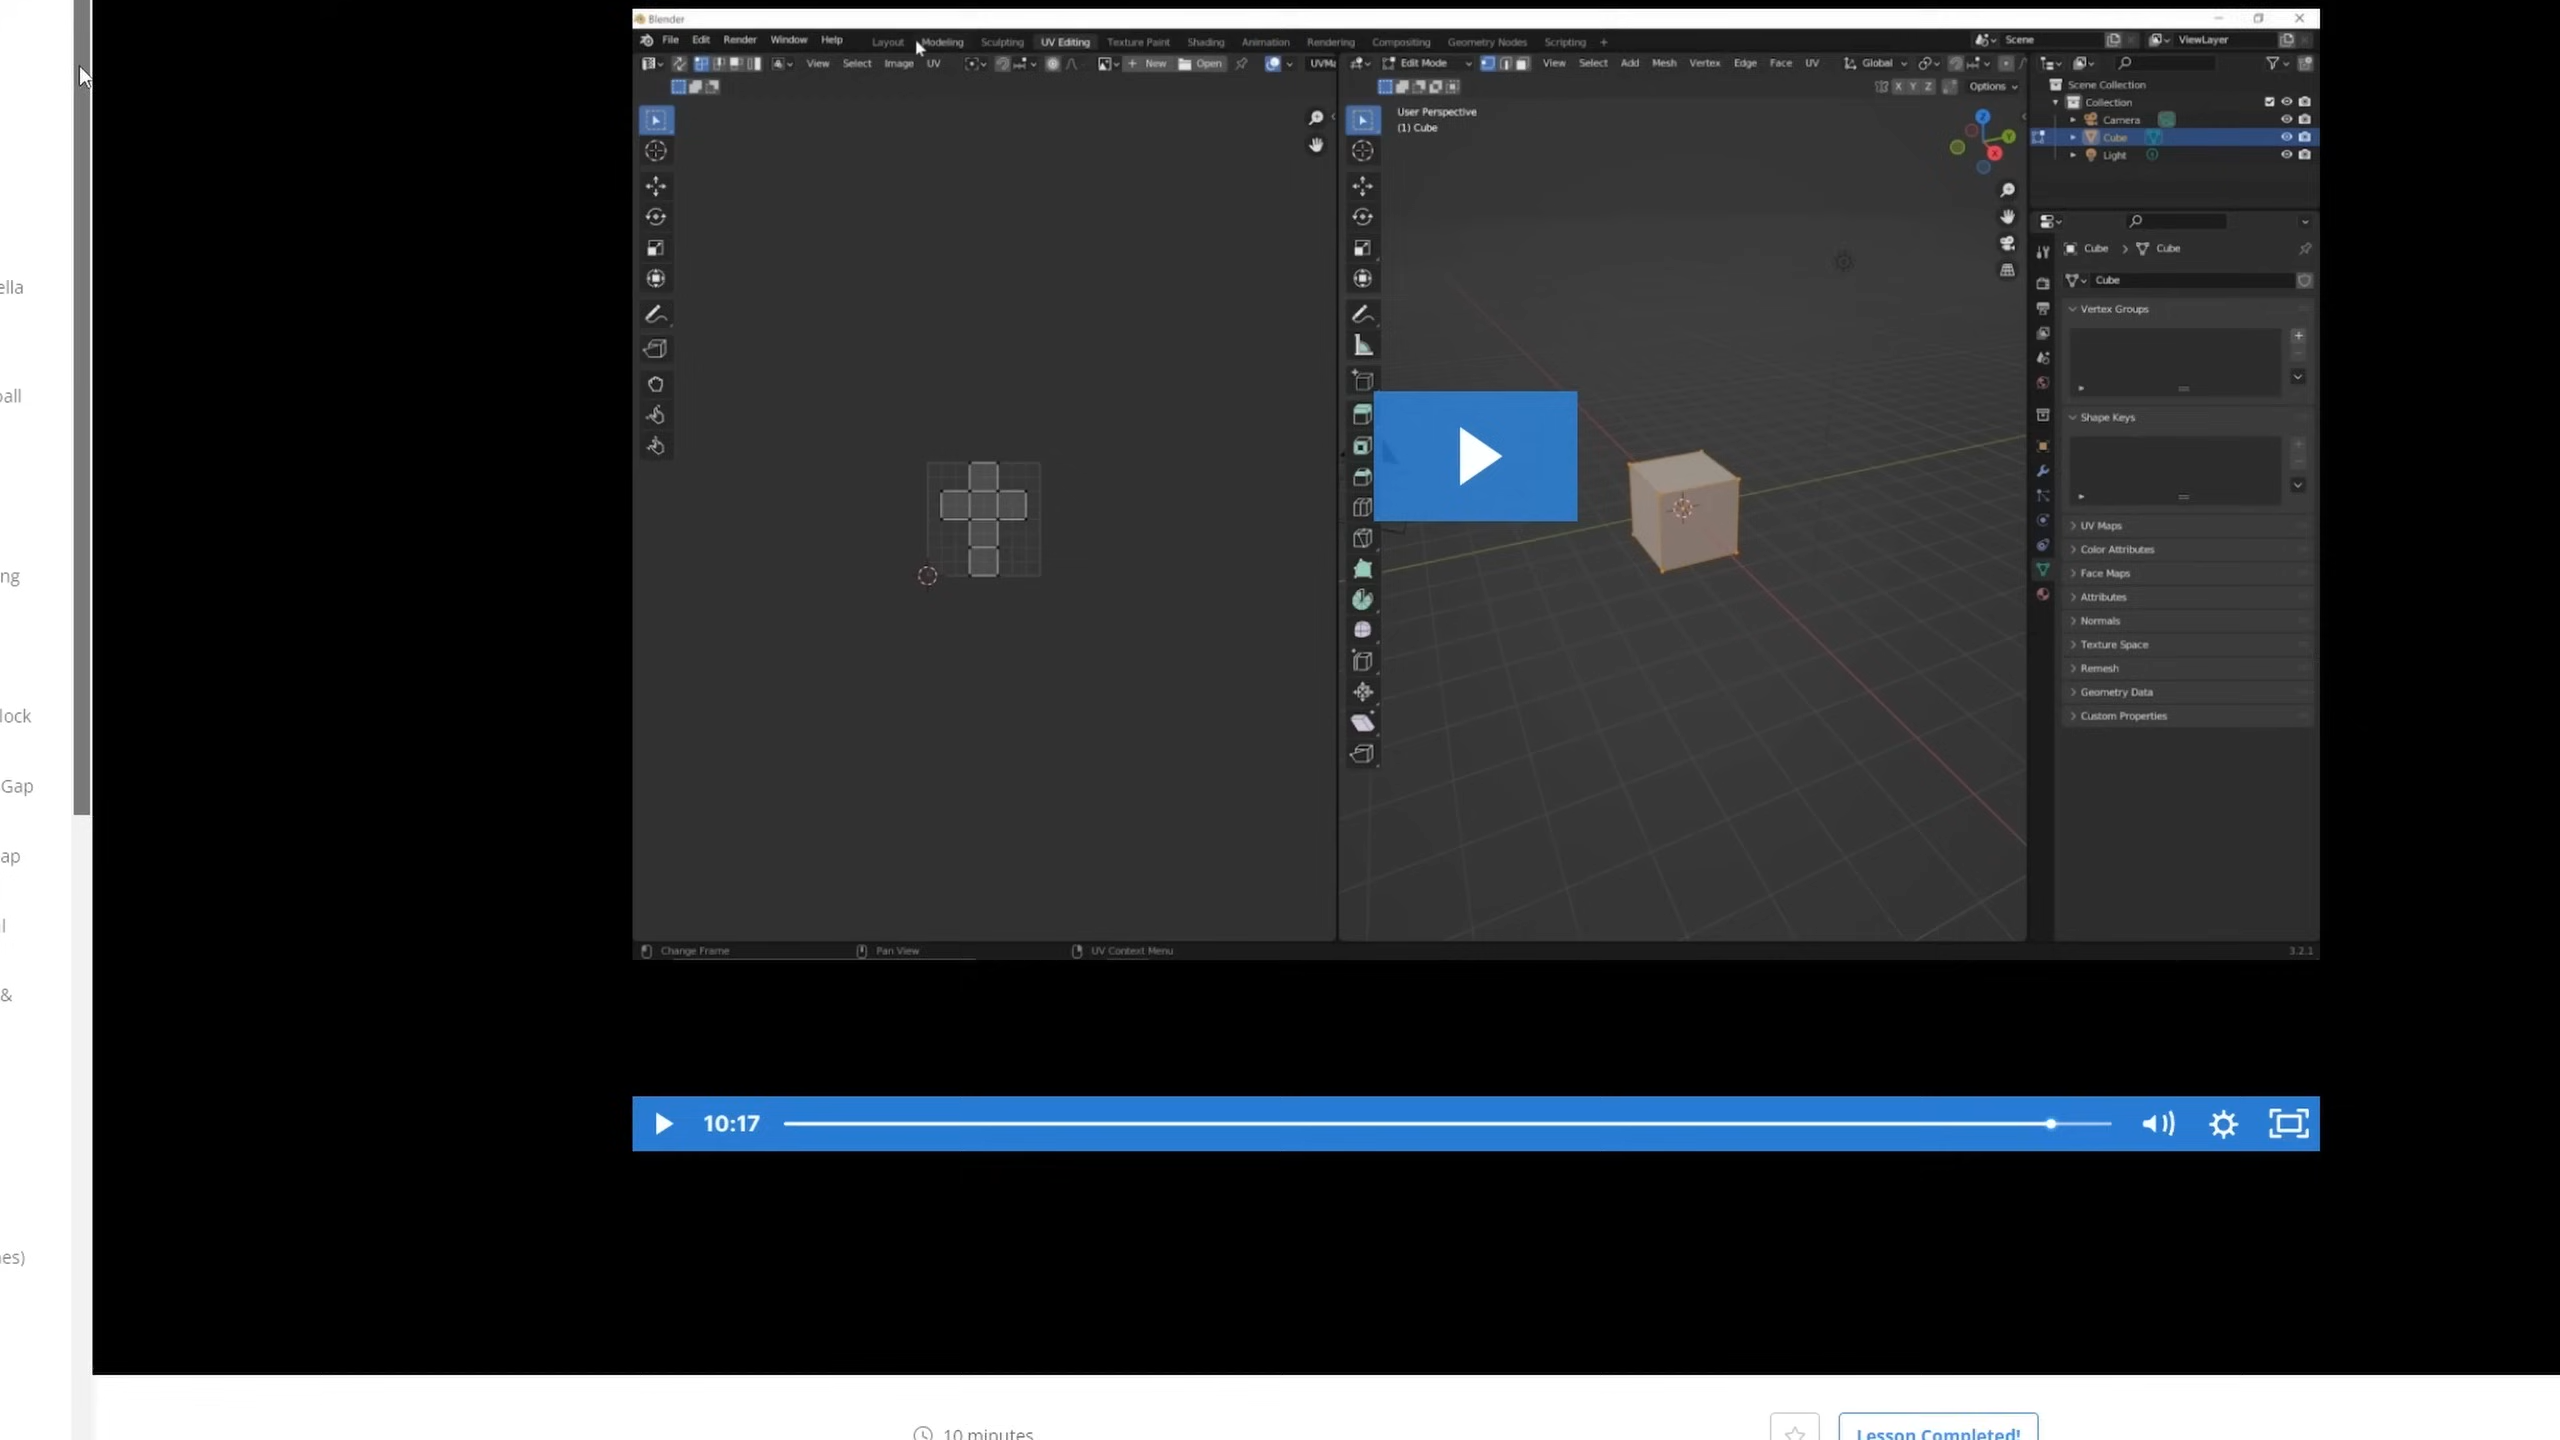 Blender
File Edit Render Window Help Layout Modeling Sculpting UV Editing Texture Paint Shading Animation Rendering Compositing Geometry Nodes Scripting + Scene ViewLayer
View Select Image UV + New Open UVMa Edit Mode View Select Add Mesh Vertex Edge Face UV Global
X Y Z Options
User Perspective
(1) Cube
Z
Y
X
Scene Collection
Collection
Camera
Cube
Light
Cube > Cube
Cube
Vertex Groups
Shape Keys
UV Maps
Color Attributes
Face Maps
Attributes
Normals
Texture Space
Remesh
Geometry Data
Custom Properties
Change Frame Pan View UV Context Menu 3.2.1
ella
ball
ng
lock
Gap
ap
l
&
nes)
10:17
10 minutes
Lesson Completed!